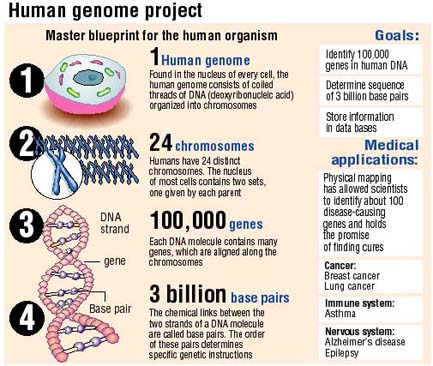 Human genome project
Master blueprint for the human organism
1
1 Human genome
Found in the nucleus of every cell, the
human genome consists of coiled
threads of DNA (deoxyribonculeic acid)
organized into chromosomes
2
24 chromosomes
Humans have 24 distinct
chromosomes. The nucleus
of most cells contains two sets,
one given by each parent
3
DNA
strand
gene
Base pair
100,000 genes
Each DNA molecule contains many
genes, which are aligned along the
chromosomes
4
3 billion base pairs
The chemical links between the
two strands of a DNA molecule
are called base pairs. The order
of these pairs determines
specific genetic instructions
Goals:
Identify 100,000
genes in human DNA
Determine sequence
of 3 billion base pairs
Store information
in data bases
Medical
applications:
Physical mapping
has allowed scientists
to identify about 100
disease-causing
genes and holds
the promise
of finding cures
Cancer:
Breast cancer
Lung cancer
Immune system:
Asthma
Nervous system:
Alzheimer's disease
Epilepsy